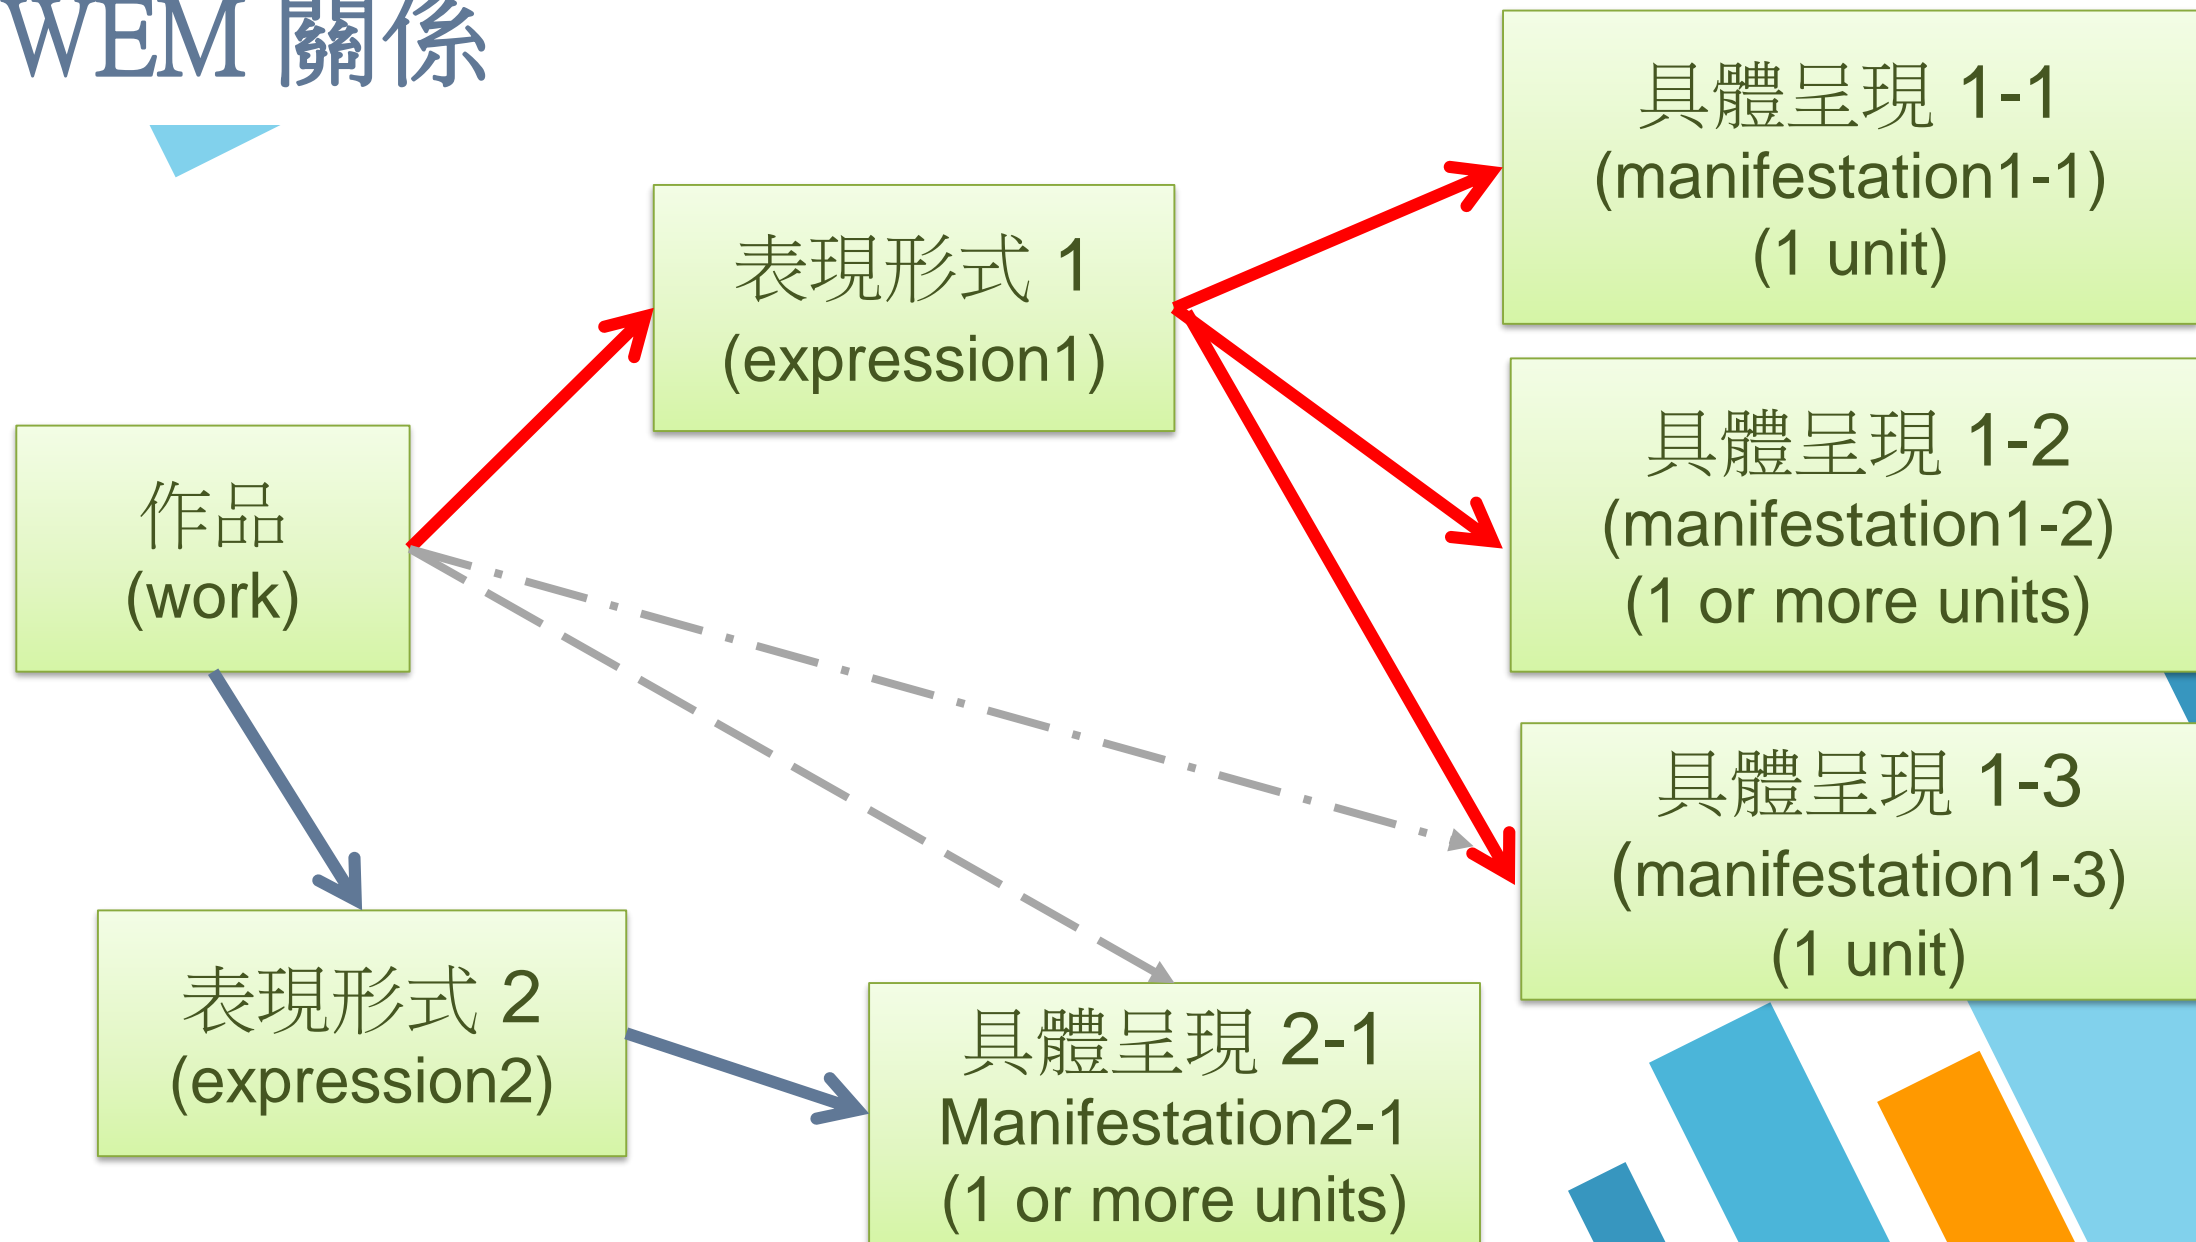 WEM 關係
具體呈現 1-1
(manifestation1-1)
(1 unit)
表現形式 1
(expression1)
具體呈現 1-2
(manifestation1-2)
(1 or more units)
作品
(work)
具體呈現 1-3
(manifestation1-3)
(1 unit)
表現形式 2
(expression2)
具體呈現 2-1
Manifestation2-1
(1 or more units)